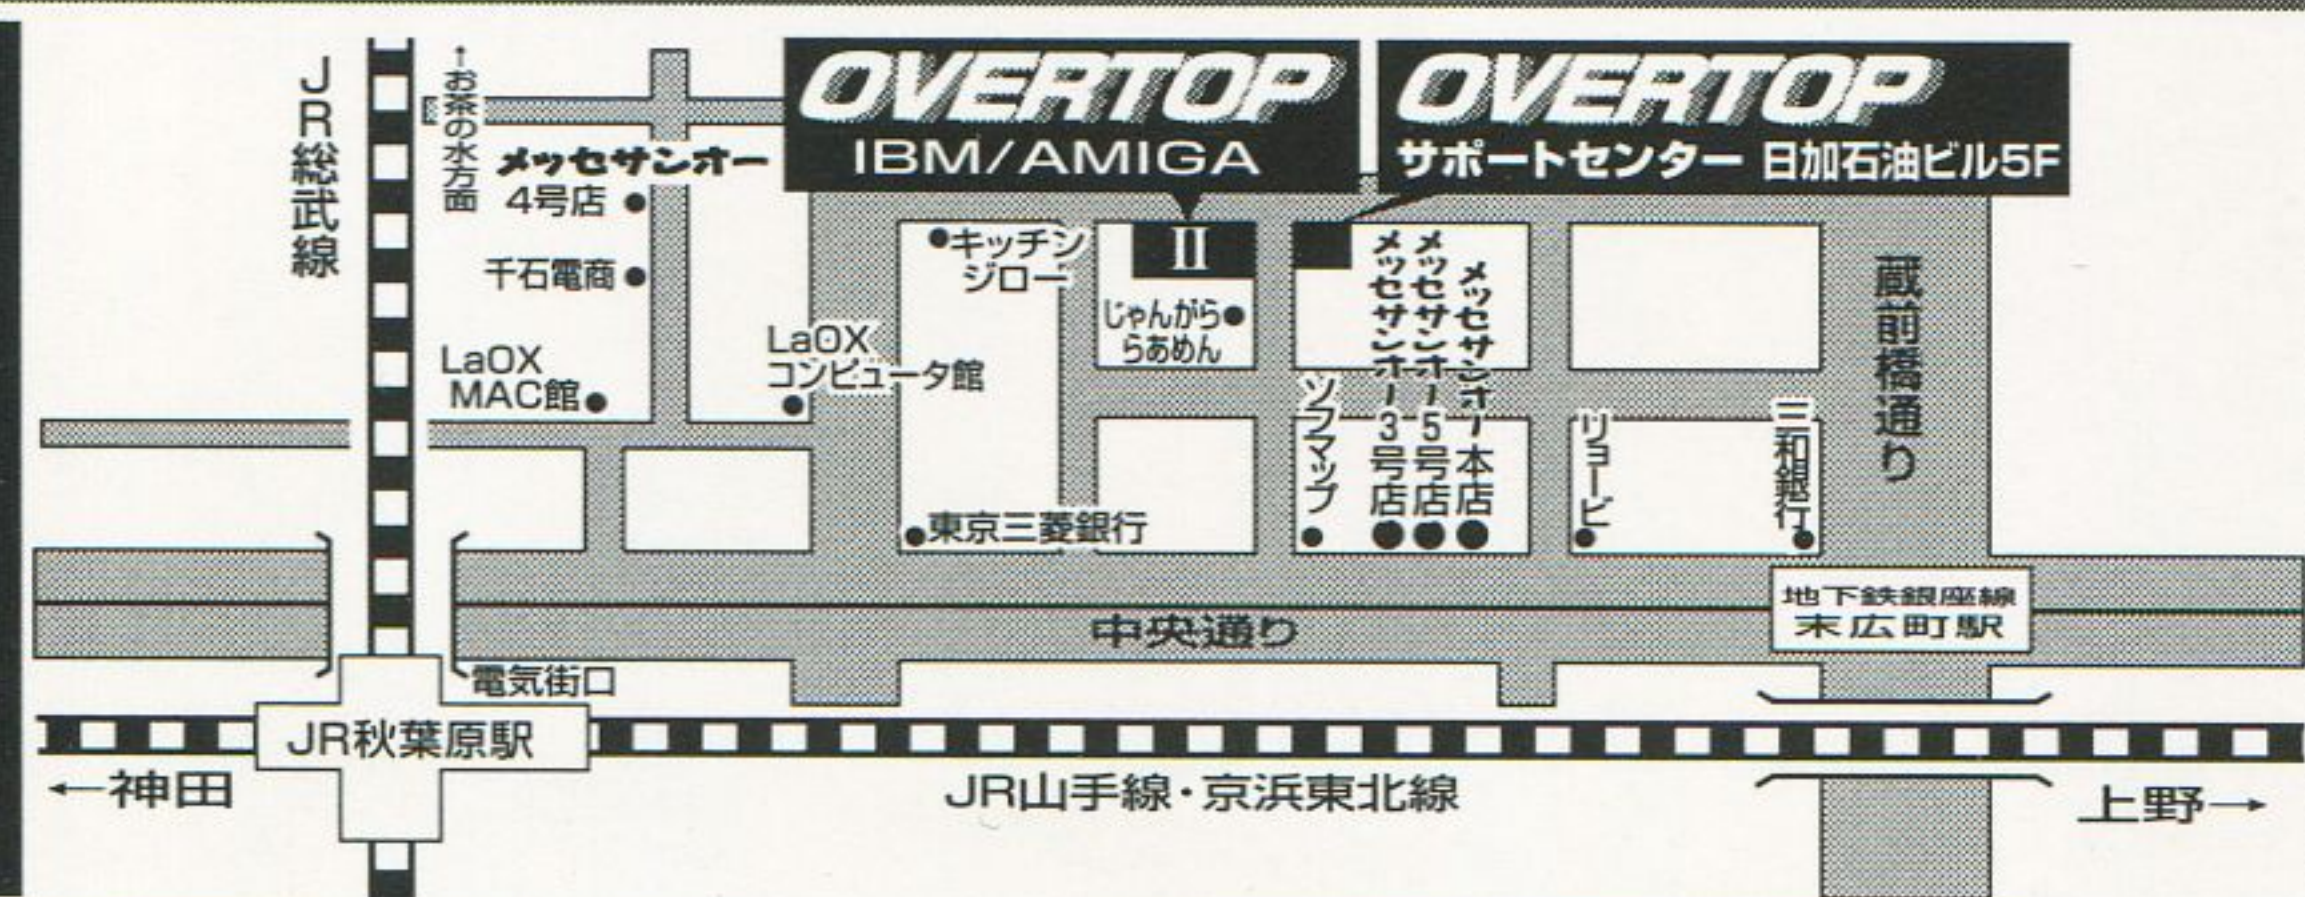 JR総武線
↑お茶の水方面
OVERTOP
IBM/AMIGA
OVERTOP
サポートセンター 日加石油ビル5F
メッセサンオー
4号店
千石電商
LaOX
MAC館
LaOX
コンピュータ館
キッチン
ジロー
II
じゃんがら
らあめん
東京三菱銀行
ソフマップ
メッセサンオー3号店
メッセサンオー5号店
メッセサンオー本店
リョービ
三和銀行
蔵前橋通り
中央通り
地下鉄銀座線
末広町駅
電気街口
JR秋葉原駅
←神田
JR山手線・京浜東北線
上野→